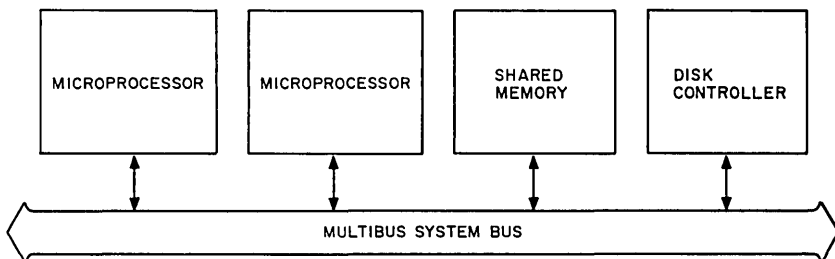 MICROPROCESSOR
MICROPROCESSOR
SHARED
MEMORY
DISK
CONTROLLER
MULTIBUS SYSTEM BUS